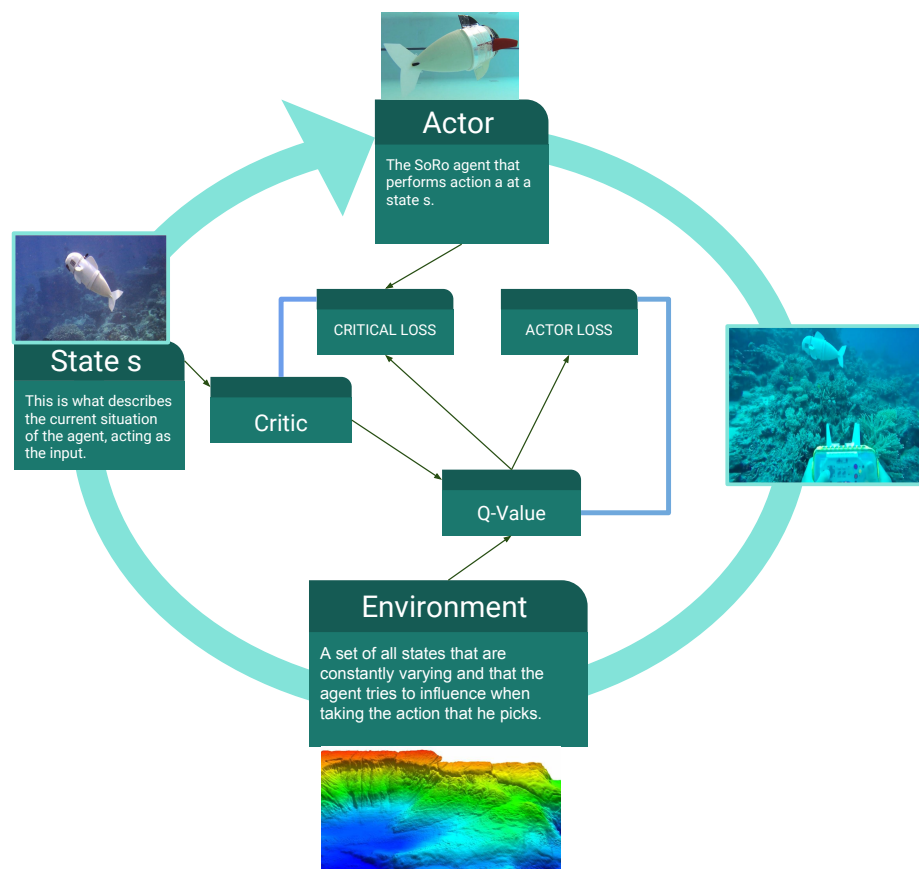 Actor
The SoRo agent that
performs action a at a
state s.
CRITICAL LOSS
ACTOR LOSS
State s
This is what describes
the current situation
of the agent, acting as
the input.
Critic
Q-Value
Environment
A set of all states that are
constantly varying and that the
agent tries to influence when
taking the action that he picks.